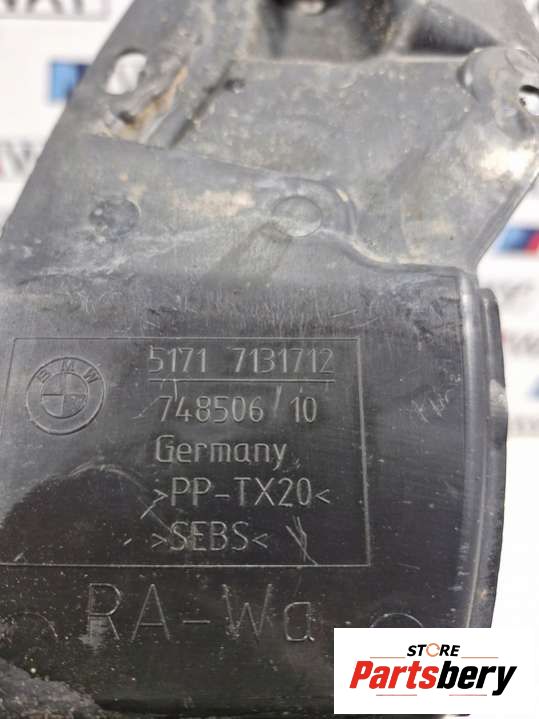 BMW
5171 7131712
748506/10
Germany
>PP-TX20<
>SEBS<
RA-Wa
STORE
Partsbery